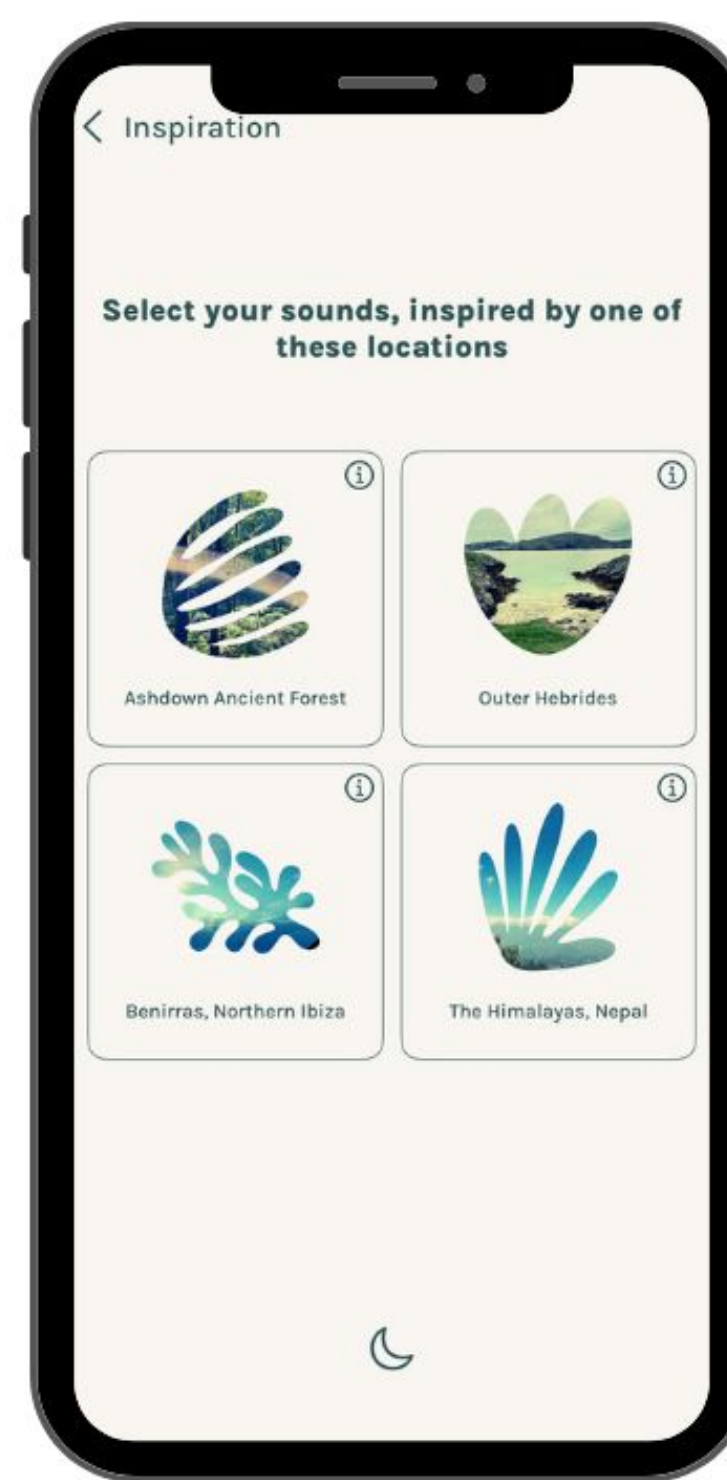 Inspiration
Select your sounds, inspired by one of
these locations
Ashdown Ancient Forest
Outer Hebrides
Benirras, Northern Ibiza
The Himalayas, Nepal